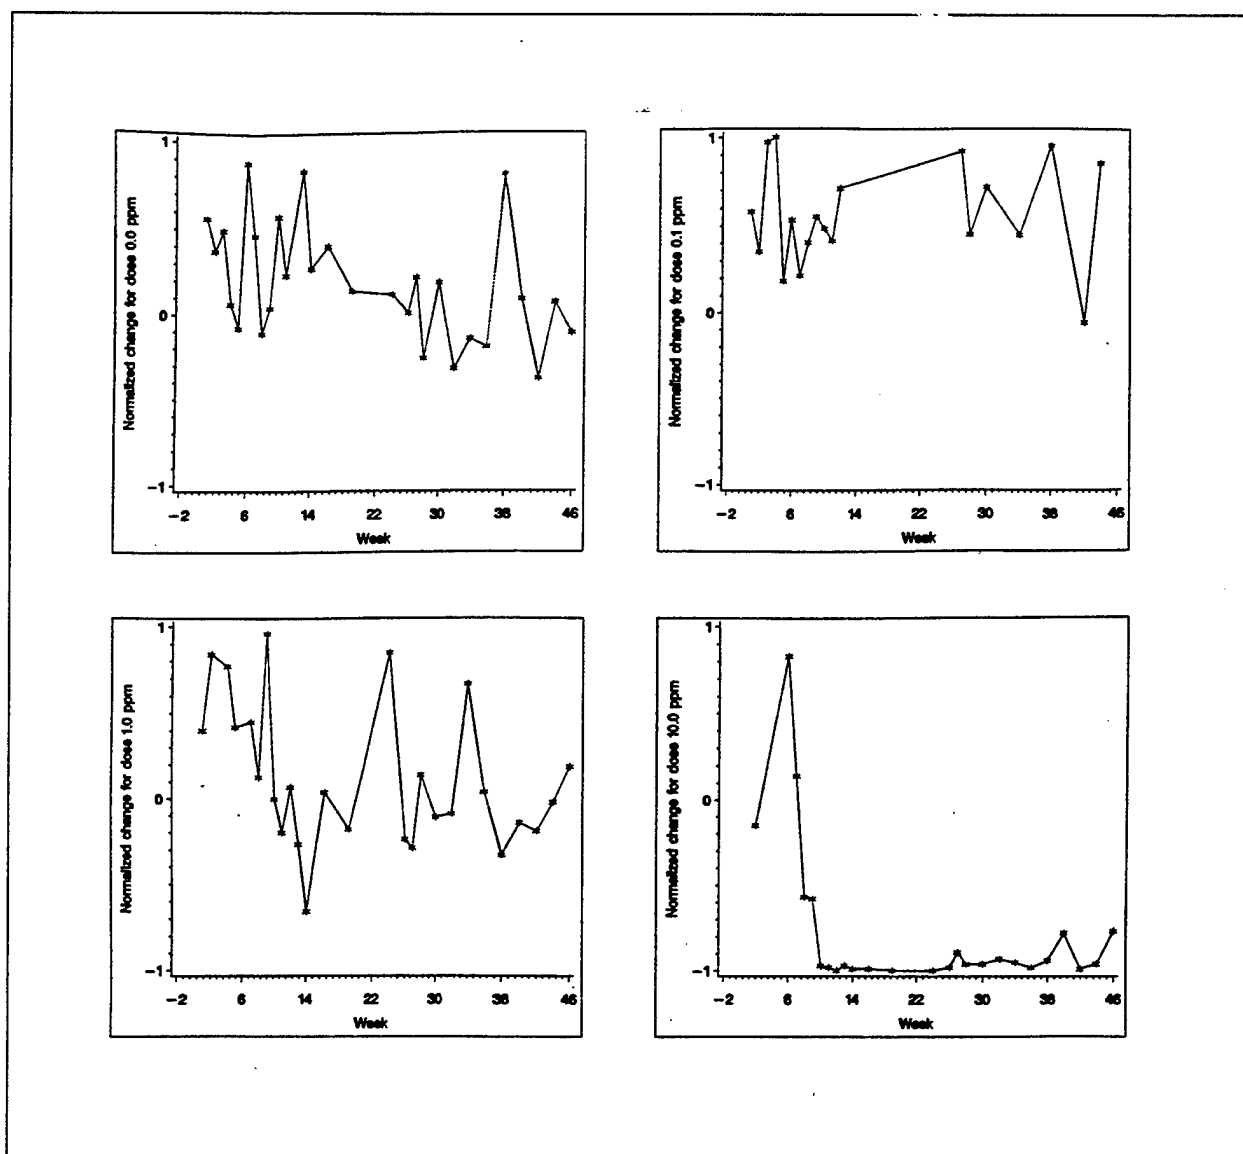 Normalized change for dose 0.0 ppm
1
0
−1
−2 6 14 22 30 38 46
Week
Normalized change for dose 0.1 ppm
1
0
−1
−2 6 14 22 30 38 46
Week
Normalized change for dose 1.0 ppm
1
0
−1
−2 6 14 22 30 38 46
Week
Normalized change for dose 10.0 ppm
1
0
−1
−2 6 14 22 30 38 46
Week